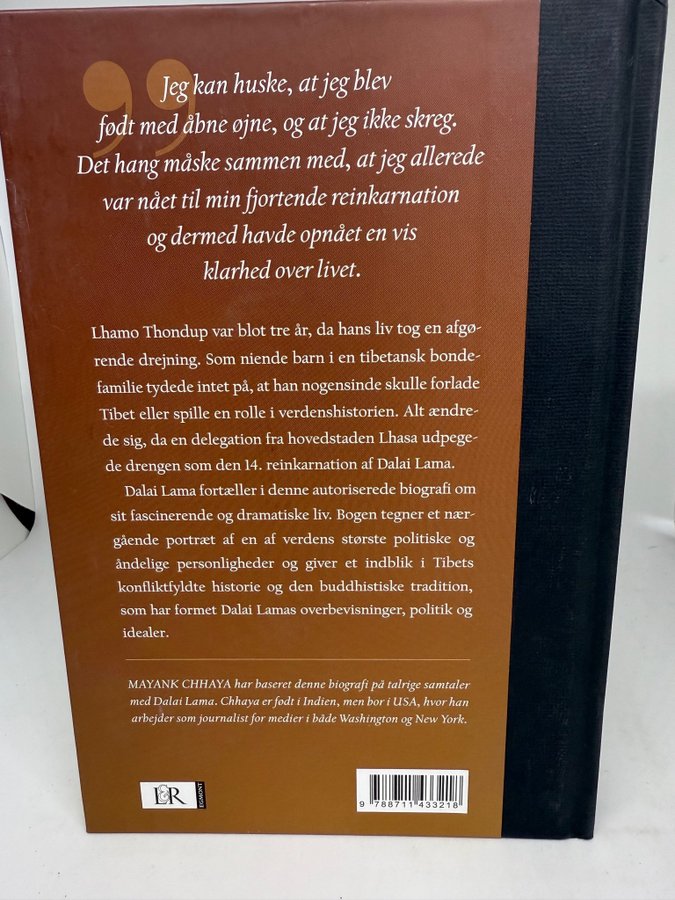 ”
Jeg kan huske, at jeg blev
født med åbne øjne, og at jeg ikke skreg.
Det hang måske sammen med, at jeg allerede
var nået til min fjortende reinkarnation
og dermed havde opnået en vis
klarhed over livet.
Lhamo Thondup var blot tre år, da hans liv tog en afgø-
rende drejning. Som niende barn i en tibetansk bonde-
familie tydede intet på, at han nogensinde skulle forlade
Tibet eller spille en rolle i verdenshistorien. Alt ændre-
de sig, da en delegation fra hovedstaden Lhasa udpege-
de drengen som den 14. reinkarnation af Dalai Lama.
Dalai Lama fortæller i denne autoriserede biografi om
sit fascinerende og dramatiske liv. Bogen tegner et nær-
gående portræt af en af verdens største politiske og
åndelige personligheder og giver et indblik i Tibets
konfliktfyldte historie og den buddhistiske tradition,
som har formet Dalai Lamas overbevisninger, politik og
idealer.
MAYANK CHHAYA har baseret denne biografi på talrige samtaler
med Dalai Lama. Chhaya er født i Indien, men bor i USA, hvor han
arbejder som journalist for medier i både Washington og New York.
L&R
EGMONT
9 788711 433218